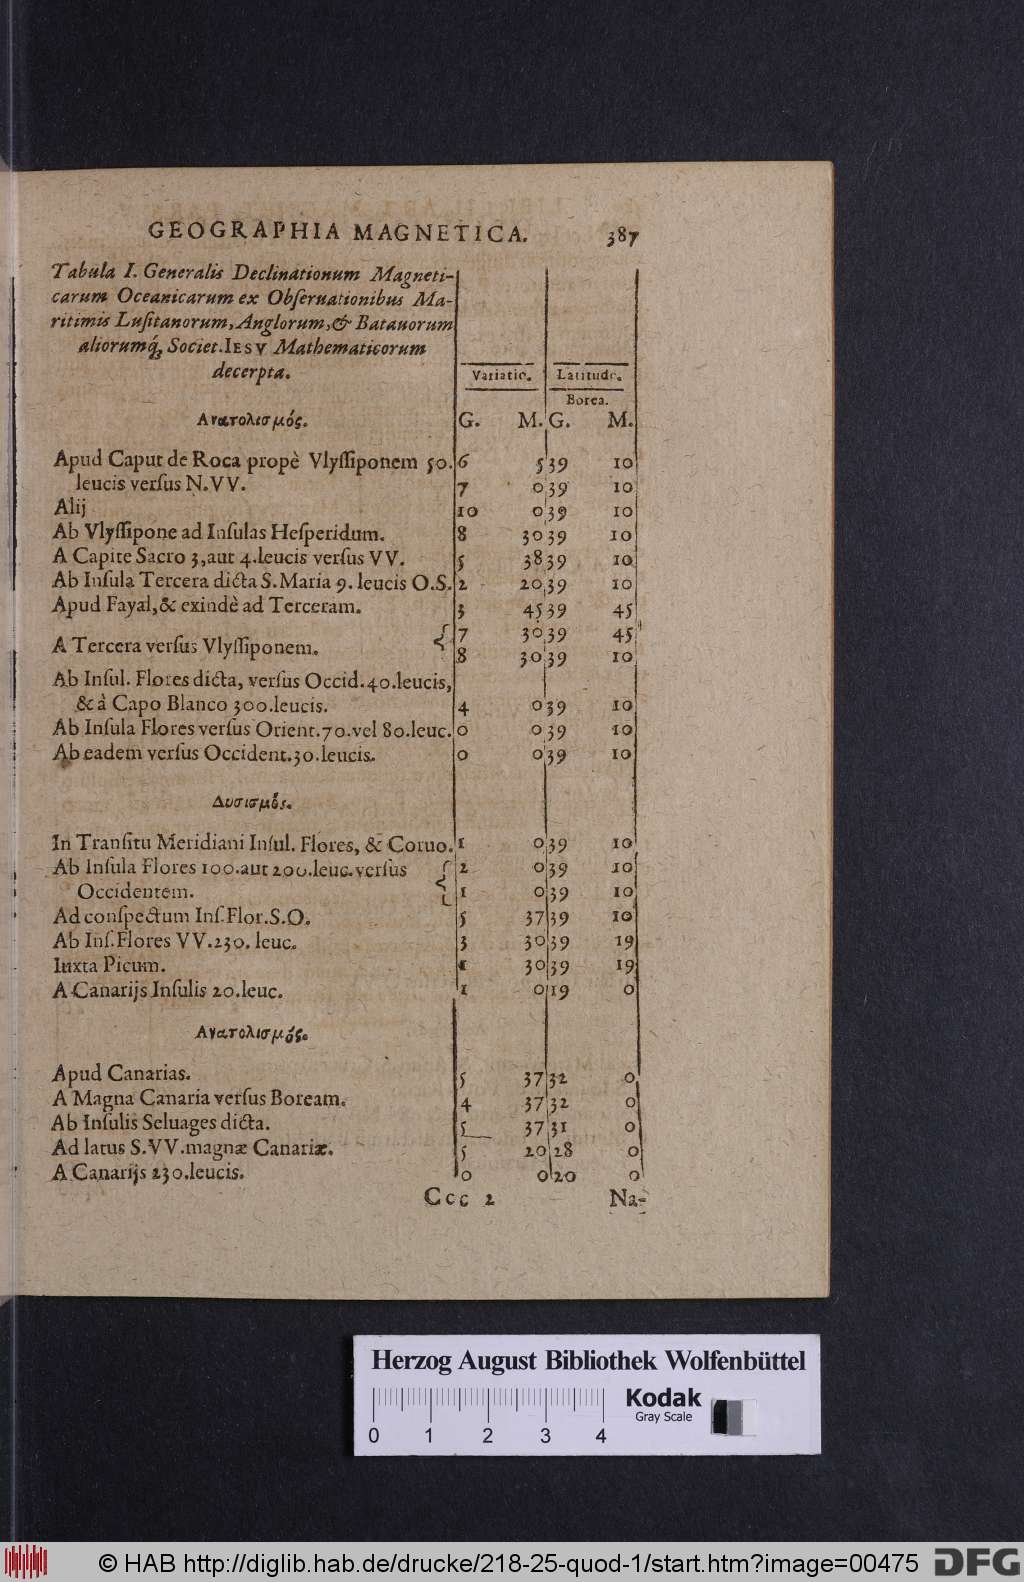 GEOGRAPHIA MAGNETICA. 387
Tabula I. Generalis Declinationum Magneti-
carum Oceanicarum ex Obſeruationibus Ma-
ritimis Luſitanorum, Anglorum, & Batauorum
aliorumq́ꝫ Societ. IESV Mathematicorum
decerpta.
Variatio. Latitudo.
Borea.
Ανατολισμός. G. M. G. M.
Apud Caput de Roca propè Vlyſſiponem 50. 6 5 39 10
leucis verſus N.VV. 7 0 39 10
Alij 10 0 39 10
Ab Vlyſſipone ad Inſulas Heſperidum. 8 30 39 10
A Capite Sacro 3, aut 4. leucis verſus VV. 5 38 39 10
Ab Inſula Tercera dicta S. Maria 9. leucis O.S. 2 20 39 10
Apud Fayal, & exindè ad Terceram. 3 45 39 45
A Tercera verſus Vlyſſiponem. { 7 30 39 45
8 30 39 10
Ab Inſul. Flores dicta, verſus Occid. 40. leucis,
& à Capo Blanco 300. leucis. 4 0 39 10
Ab Inſula Flores verſus Orient. 70. vel 80. leuc. 0 0 39 10
Ab eadem verſus Occident. 30. leucis. 0 0 39 10
Δυσισμὸς.
In Tranſitu Meridiani Inſul. Flores, & Coruo. 1 0 39 10
Ab Inſula Flores 100. aut 200. leuc. verſus { 2 0 39 10
Occidentem. 1 0 39 10
Ad conſpectum Inſ. Flor. S.O. 5 37 39 10
Ab Inſ. Flores VV. 230. leuc. 3 30 39 19
Iuxta Picum. 1 30 39 19
A Canarijs Inſulis 20. leuc. 1 0 19 0
Ανατολισμός.
Apud Canarias. 5 37 32 0
A Magna Canaria verſus Boream. 4 37 32 0
Ab Inſulis Seluages dicta. 5 37 31 0
Ad latus S.VV. magnæ Canariæ. 5 20 28 0
A Canarijs 230. leucis. 0 0 20 0
Ccc 2 Na-
Herzog August Bibliothek Wolfenbüttel
Kodak
Gray Scale
0 1 2 3 4
© HAB http://diglib.hab.de/drucke/218-25-quod-1/start.htm?image=00475 DFG